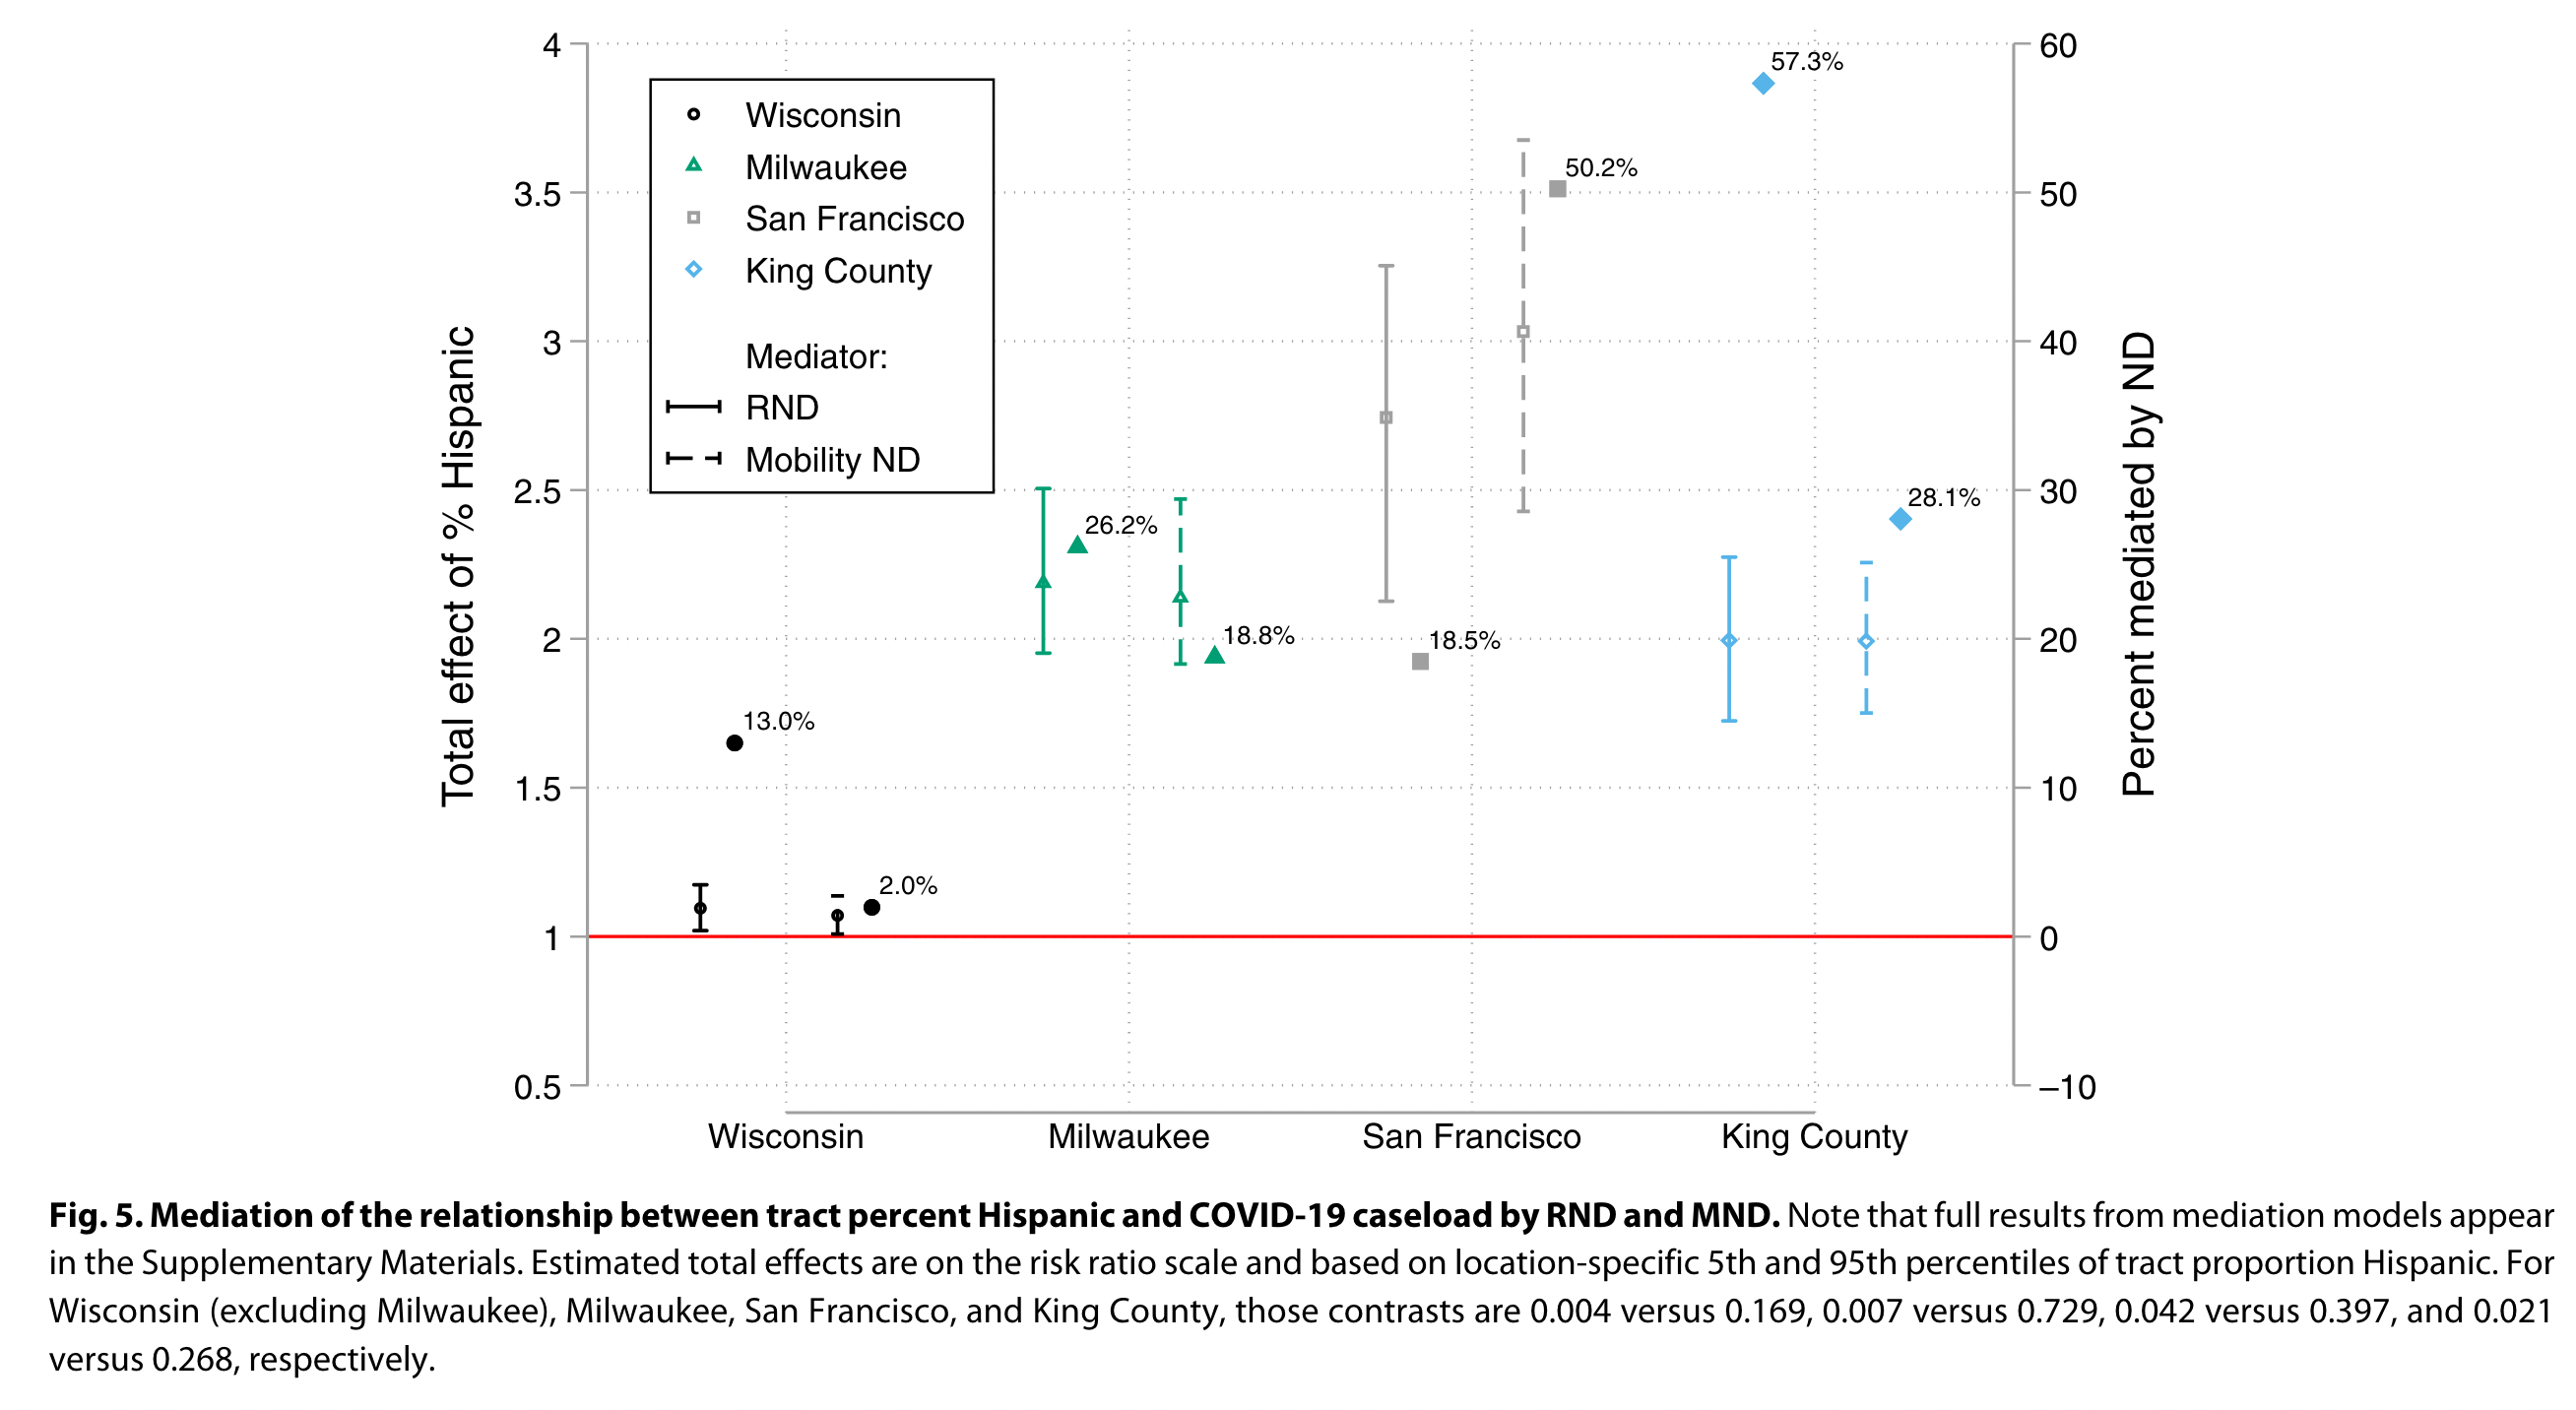 4
3.5
3
2.5
2
1.5
1
0.5
Total effect of % Hispanic
Wisconsin
Milwaukee
San Francisco
King County
Mediator:
RND
Mobility ND
13.0%
2.0%
26.2%
18.8%
18.5%
50.2%
57.3%
28.1%
60
50
40
30
20
10
0
–10
Percent mediated by ND
Wisconsin
Milwaukee
San Francisco
King County
Fig. 5. Mediation of the relationship between tract percent Hispanic and COVID-19 caseload by RND and MND. Note that full results from mediation models appear
in the Supplementary Materials. Estimated total effects are on the risk ratio scale and based on location-specific 5th and 95th percentiles of tract proportion Hispanic. For
Wisconsin (excluding Milwaukee), Milwaukee, San Francisco, and King County, those contrasts are 0.004 versus 0.169, 0.007 versus 0.729, 0.042 versus 0.397, and 0.021
versus 0.268, respectively.